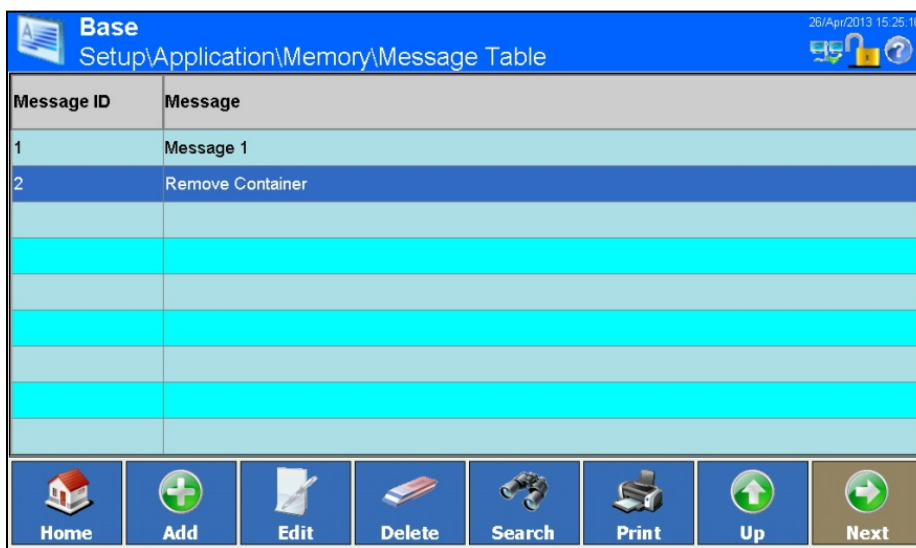 Base
26/Apr/2013 15:25:1
Setup\Application\Memory\Message Table
Message ID Message
1 Message 1
2 Remove Container
Home Add Edit Delete Search Print Up Next